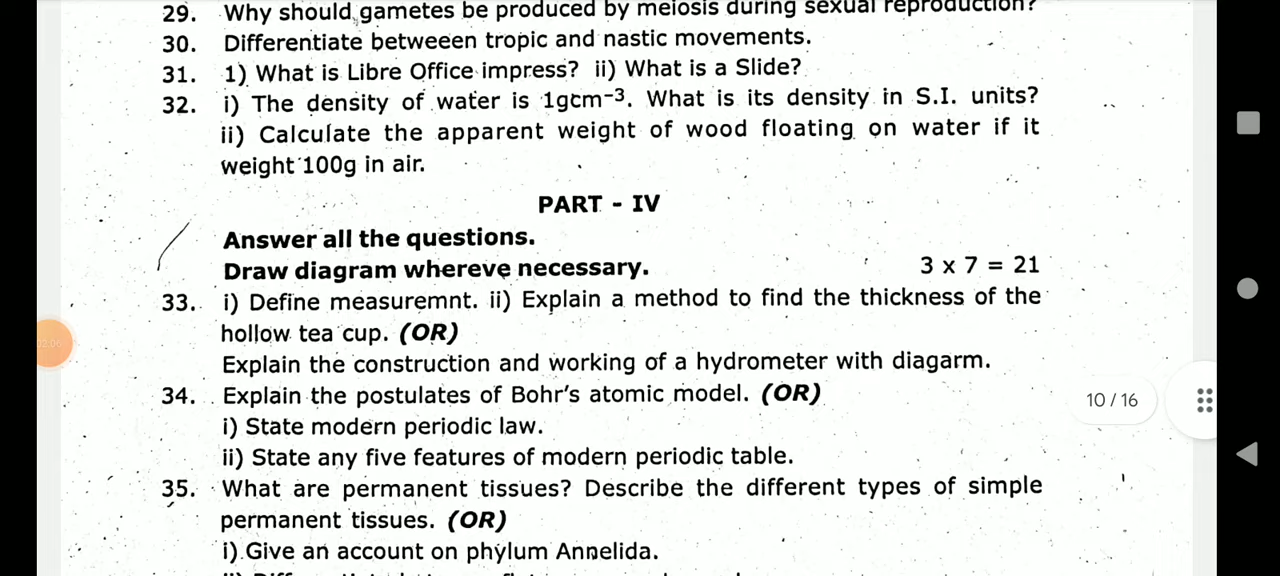 29. Why should gametes be produced by meiosis during sexual reproduction?
30. Differentiate betweeen tropic and nastic movements.
31. 1) What is Libre Office impress? ii) What is a Slide?
32. i) The density of water is 1gcm⁻³. What is its density in S.I. units?
ii) Calculate the apparent weight of wood floating on water if it
weight 100g in air.
PART - IV
Answer all the questions.
Draw diagram whereve necessary. 3 x 7 = 21
33. i) Define measuremnt. ii) Explain a method to find the thickness of the
hollow tea cup. (OR)
Explain the construction and working of a hydrometer with diagarm.
34. Explain the postulates of Bohr's atomic model. (OR)
i) State modern periodic law.
ii) State any five features of modern periodic table.
35. What are permanent tissues? Describe the different types of simple
permanent tissues. (OR)
i) Give an account on phylum Annelida.
02:06
10 / 16